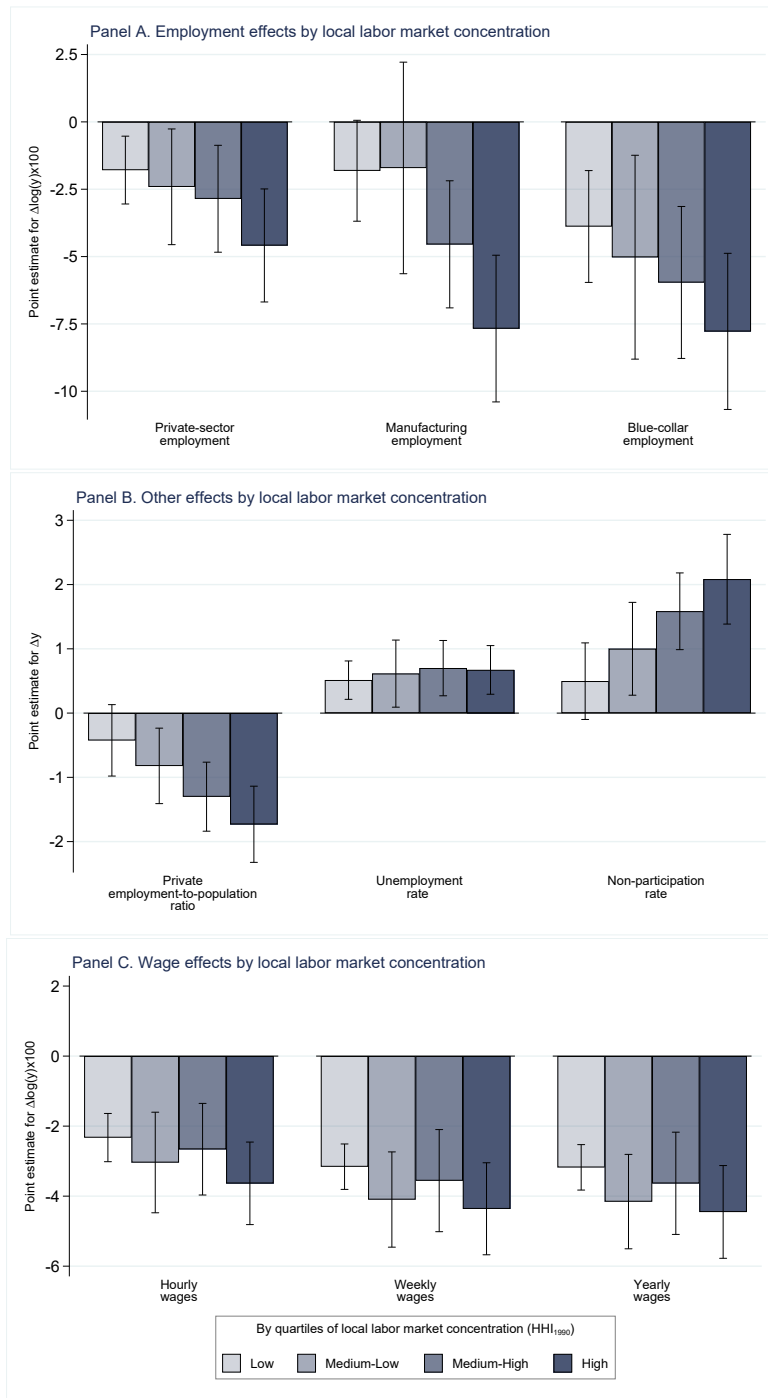 Panel A. Employment effects by local labor market concentration
Point estimate for Δlog(y)x100
2.5
0
-2.5
-5
-7.5
-10
Private-sector
employment
Manufacturing
employment
Blue-collar
employment
Panel B. Other effects by local labor market concentration
Point estimate for Δy
3
2
1
0
-1
-2
Private
employment-to-population
ratio
Unemployment
rate
Non-participation
rate
Panel C. Wage effects by local labor market concentration
Point estimate for Δlog(y)x100
2
0
-2
-4
-6
Hourly
wages
Weekly
wages
Yearly
wages
By quartiles of local labor market concentration (HHI₁₉₉₀)
Low Medium-Low Medium-High High